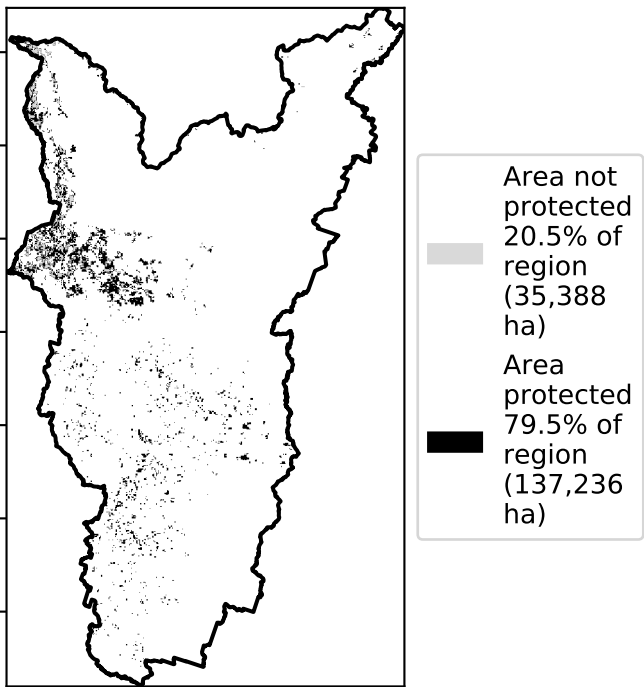 Area not
protected
20.5% of
region
(35,388
ha)
Area
protected
79.5% of
region
(137,236
ha)